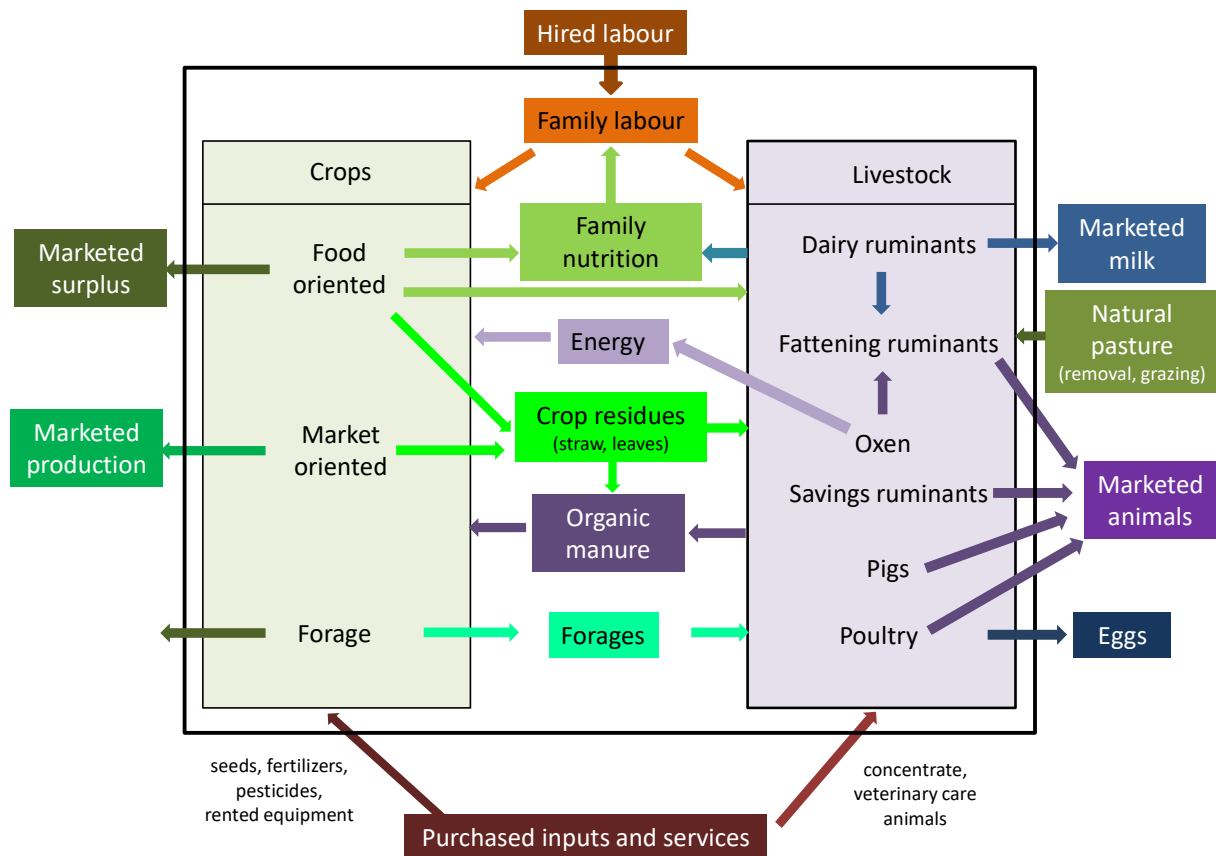 Hired labour
Family labour
Crops
Livestock
Marketed
surplus
Food
oriented
Family
nutrition
Dairy ruminants
Marketed
milk
Energy
Fattening ruminants
Natural
pasture
(removal, grazing)
Marketed
production
Market
oriented
Crop residues
(straw, leaves)
Oxen
Savings ruminants
Marketed
animals
Organic
manure
Pigs
Forage
Forages
Poultry
Eggs
seeds, fertilizers,
pesticides,
rented equipment
concentrate,
veterinary care
animals
Purchased inputs and services